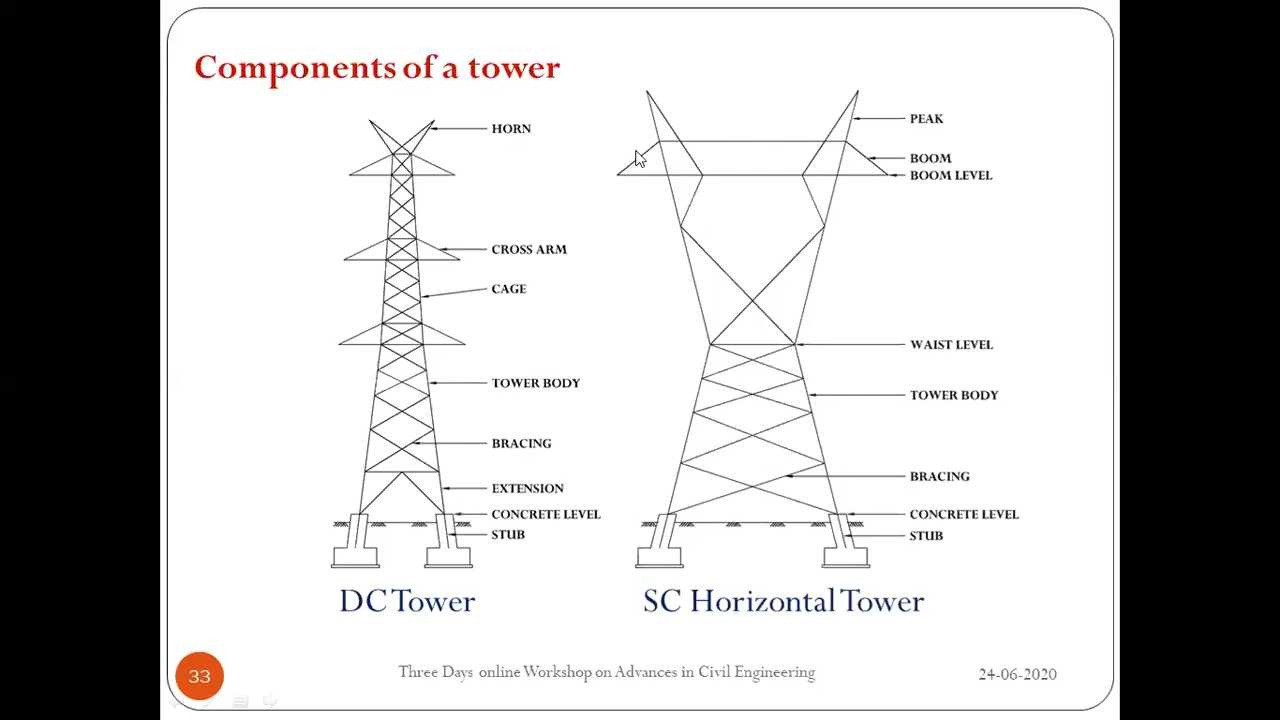 Components of a tower
HORN
CROSS ARM
CAGE
TOWER BODY
BRACING
EXTENSION
CONCRETE LEVEL
STUB
DC Tower
PEAK
BOOM
BOOM LEVEL
WAIST LEVEL
TOWER BODY
BRACING
CONCRETE LEVEL
STUB
SC Horizontal Tower
33
Three Days online Workshop on Advances in Civil Engineering
24-06-2020